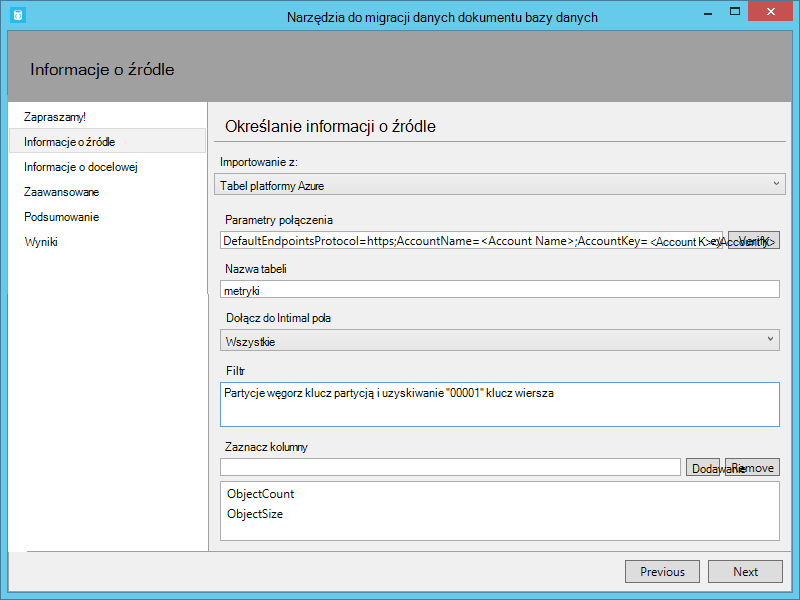 Narzędzia do migracji danych dokumentu bazy danych
Informacje o źródle
Zapraszamy!
Informacje o źródle
Informacje o docelowej
Zaawansowane
Podsumowanie
Wyniki
Określanie informacji o źródle
Importowanie z:
Tabel platformy Azure
Parametry połączenia
DefaultEndpointsProtocol=https;AccountName=<Account Name>;AccountKey= <Account K
Verify
Nazwa tabeli
metryki
Dołącz do Intimal pola
Wszystkie
Filtr
Partycje węgorz klucz partycją i uzyskiwanie "00001" klucz wiersza
Zaznacz kolumny
Dodawanie Remove
ObjectCount
ObjectSize
Previous Next